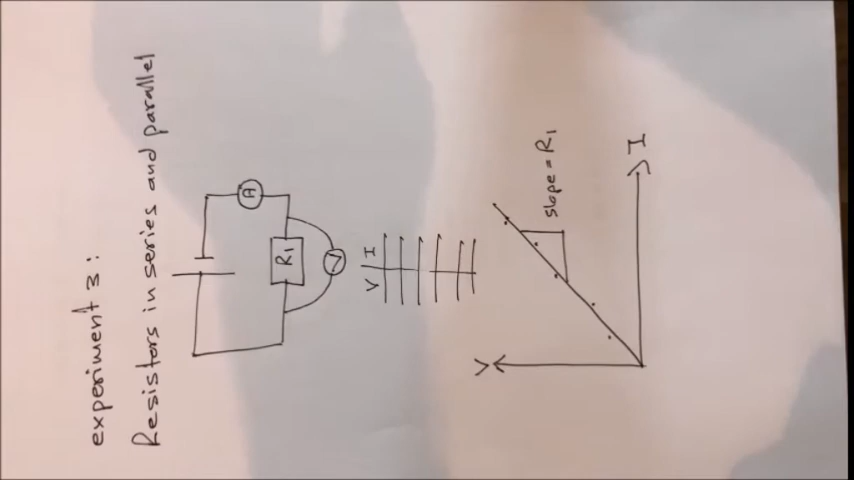 experiment 3:
Resistors in series and parallel
A
R1
V
V I
V
slope = R1
I